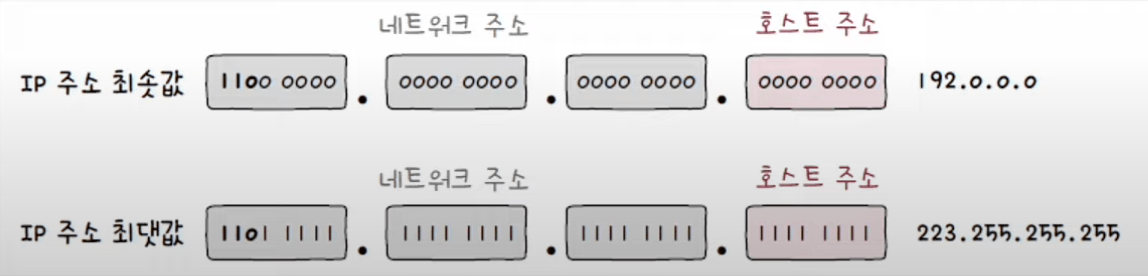 네트워크 주소 호스트 주소
IP 주소 최솟값 1100 0000 . 0000 0000 . 0000 0000 . 0000 0000 192.0.0.0
네트워크 주소 호스트 주소
IP 주소 최댓값 1101 1111 . 1111 1111 . 1111 1111 . 1111 1111 223.255.255.255